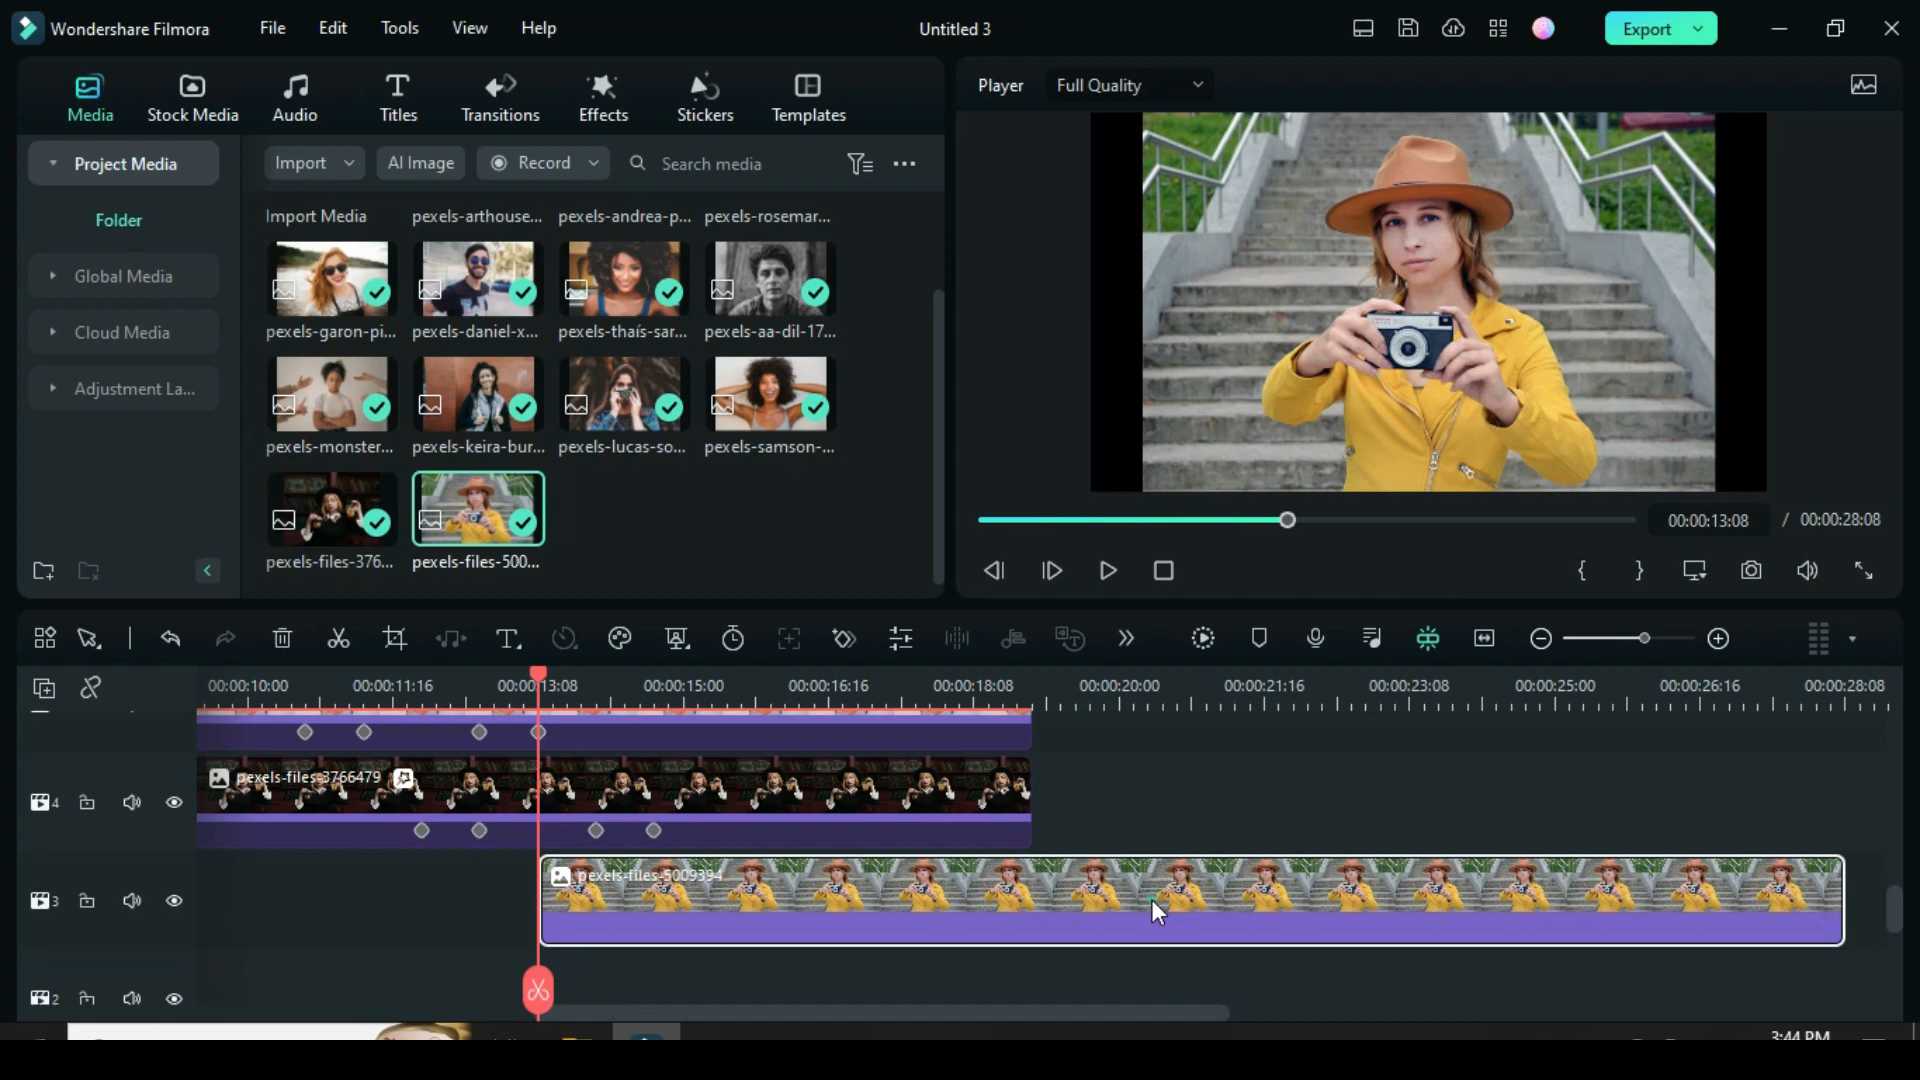 Wondershare Filmora File Edit Tools View Help Untitled 3 Export
Media Stock Media Audio Titles Transitions Effects Stickers Templates
Player Full Quality
Project Media
Import AI Image Record Search media
Folder
Global Media
Cloud Media
Adjustment La...
Import Media pexels-arthouse... pexels-andrea-p... pexels-rosemar...
pexels-garon-pi... pexels-daniel-x... pexels-thaís-sar... pexels-aa-dil-17...
pexels-monster... pexels-keira-bur... pexels-lucas-so... pexels-samson-...
pexels-files-376... pexels-files-500...
00:00:13:08 / 00:00:28:08
00:00:10:00 00:00:11:16 00:00:13:08 00:00:15:00 00:00:16:16 00:00:18:08 00:00:20:00 00:00:21:16 00:00:23:08 00:00:25:00 00:00:26:16 00:00:28:08
pexels-files-3766479
4
pexels-files-5009394
3
2
3:44 PM